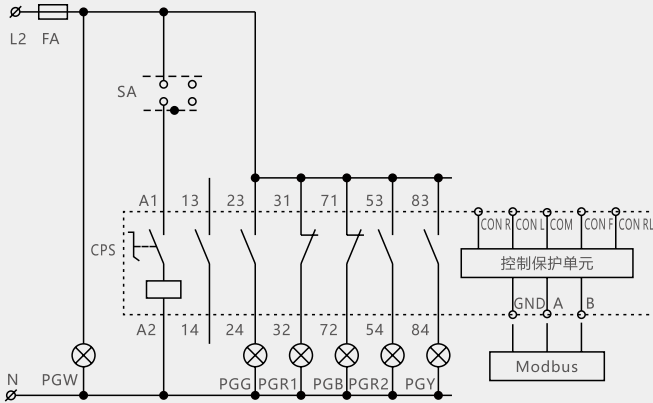 L2 FA
SA
A1 13 23 31 71 53 83
CON R CON L COM CON F CON RL
CPS
控制保护单元
GND A B
A2 14 24 32 72 54 84
Modbus
N PGW PGG PGR1 PGB PGR2 PGY